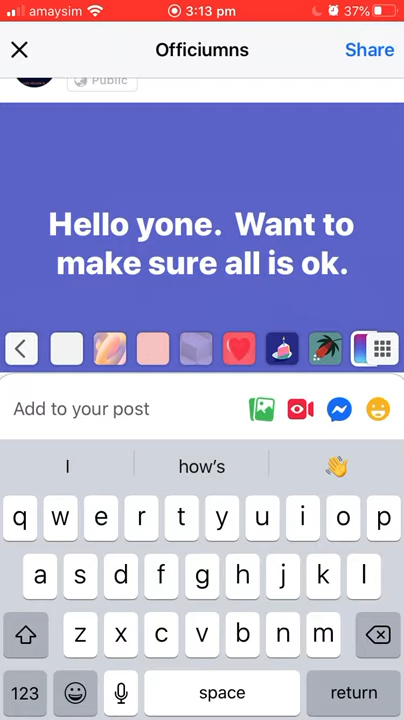 amaysim 3:13 pm 37%
Officiumns Share
Public
Hello yone. Want to
make sure all is ok.
Add to your post
I how's 👋
q w e r t y u i o p
a s d f g h j k l
z x c v b n m
123 space return